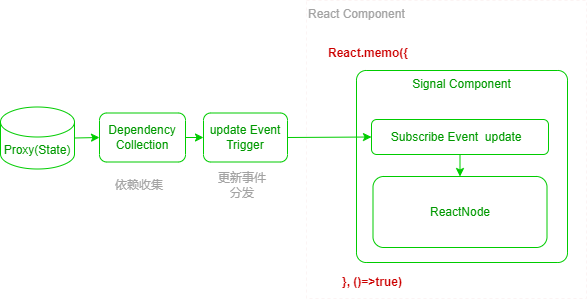 React Component
React.memo({
Signal Component
Proxy(State)
Dependency
Collection
update Event
Trigger
Subscribe Event update
依赖收集
更新事件
分发
ReactNode
}, ()=>true)